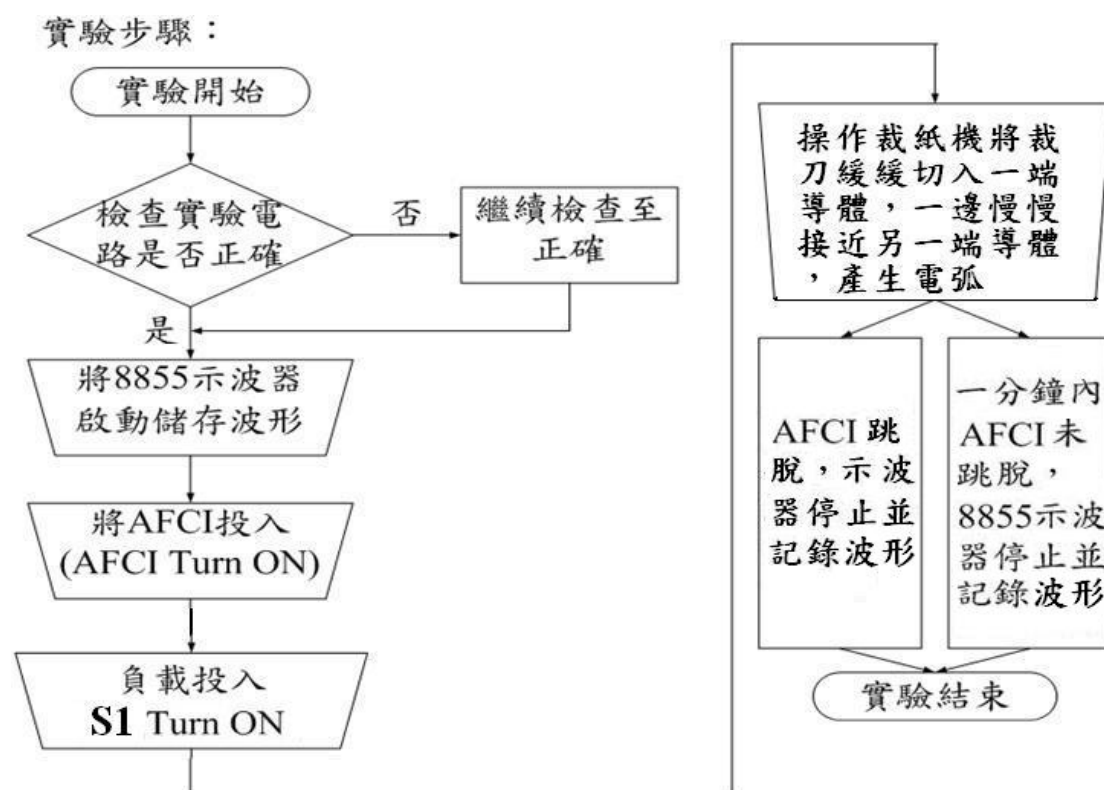 實驗步驟：
實驗開始
檢查實驗電
路是否正確
否
繼續檢查至
正確
是
將8855示波器
啟動儲存波形
將AFCI投入
(AFCI Turn ON)
負載投入
S1 Turn ON
操作裁紙機將裁
刀緩緩切入一端
導體，一邊慢慢
接近另一端導體
，產生電弧
AFCI 跳
脫，示波
器停止並
記錄波形
一分鐘內
AFCI 未
跳脫，
8855示波
器停止並
記錄波形
實驗結束